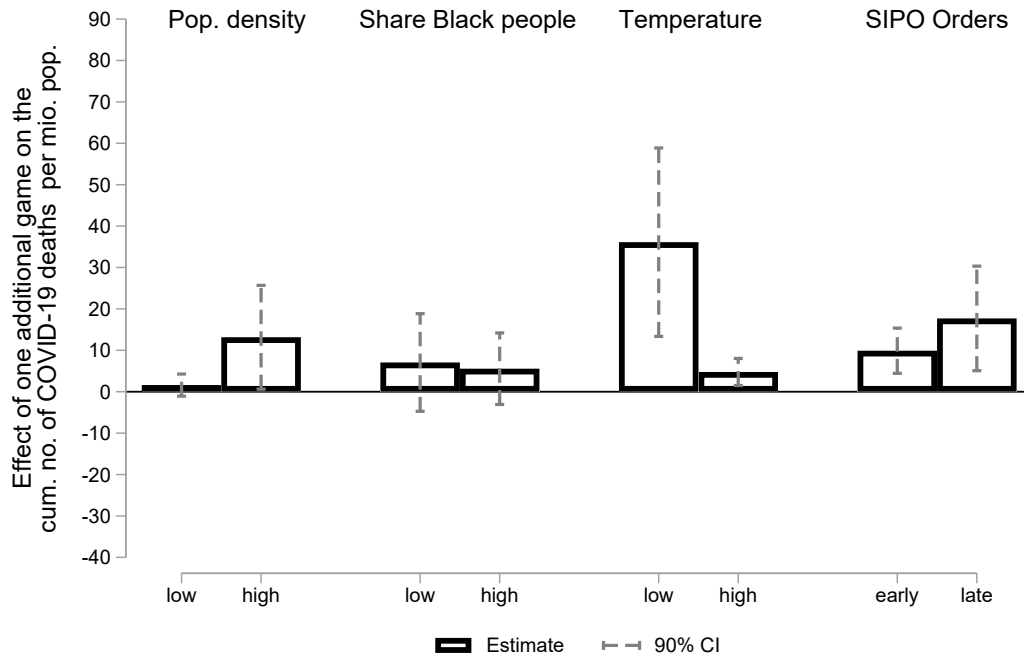 Pop. density
Share Black people
Temperature
SIPO Orders
Effect of one additional game on the
cum. no. of COVID-19 deaths per mio. pop.
90
80
70
60
50
40
30
20
10
0
-10
-20
-30
-40
low
high
low
high
low
high
early
late
Estimate
90% CI